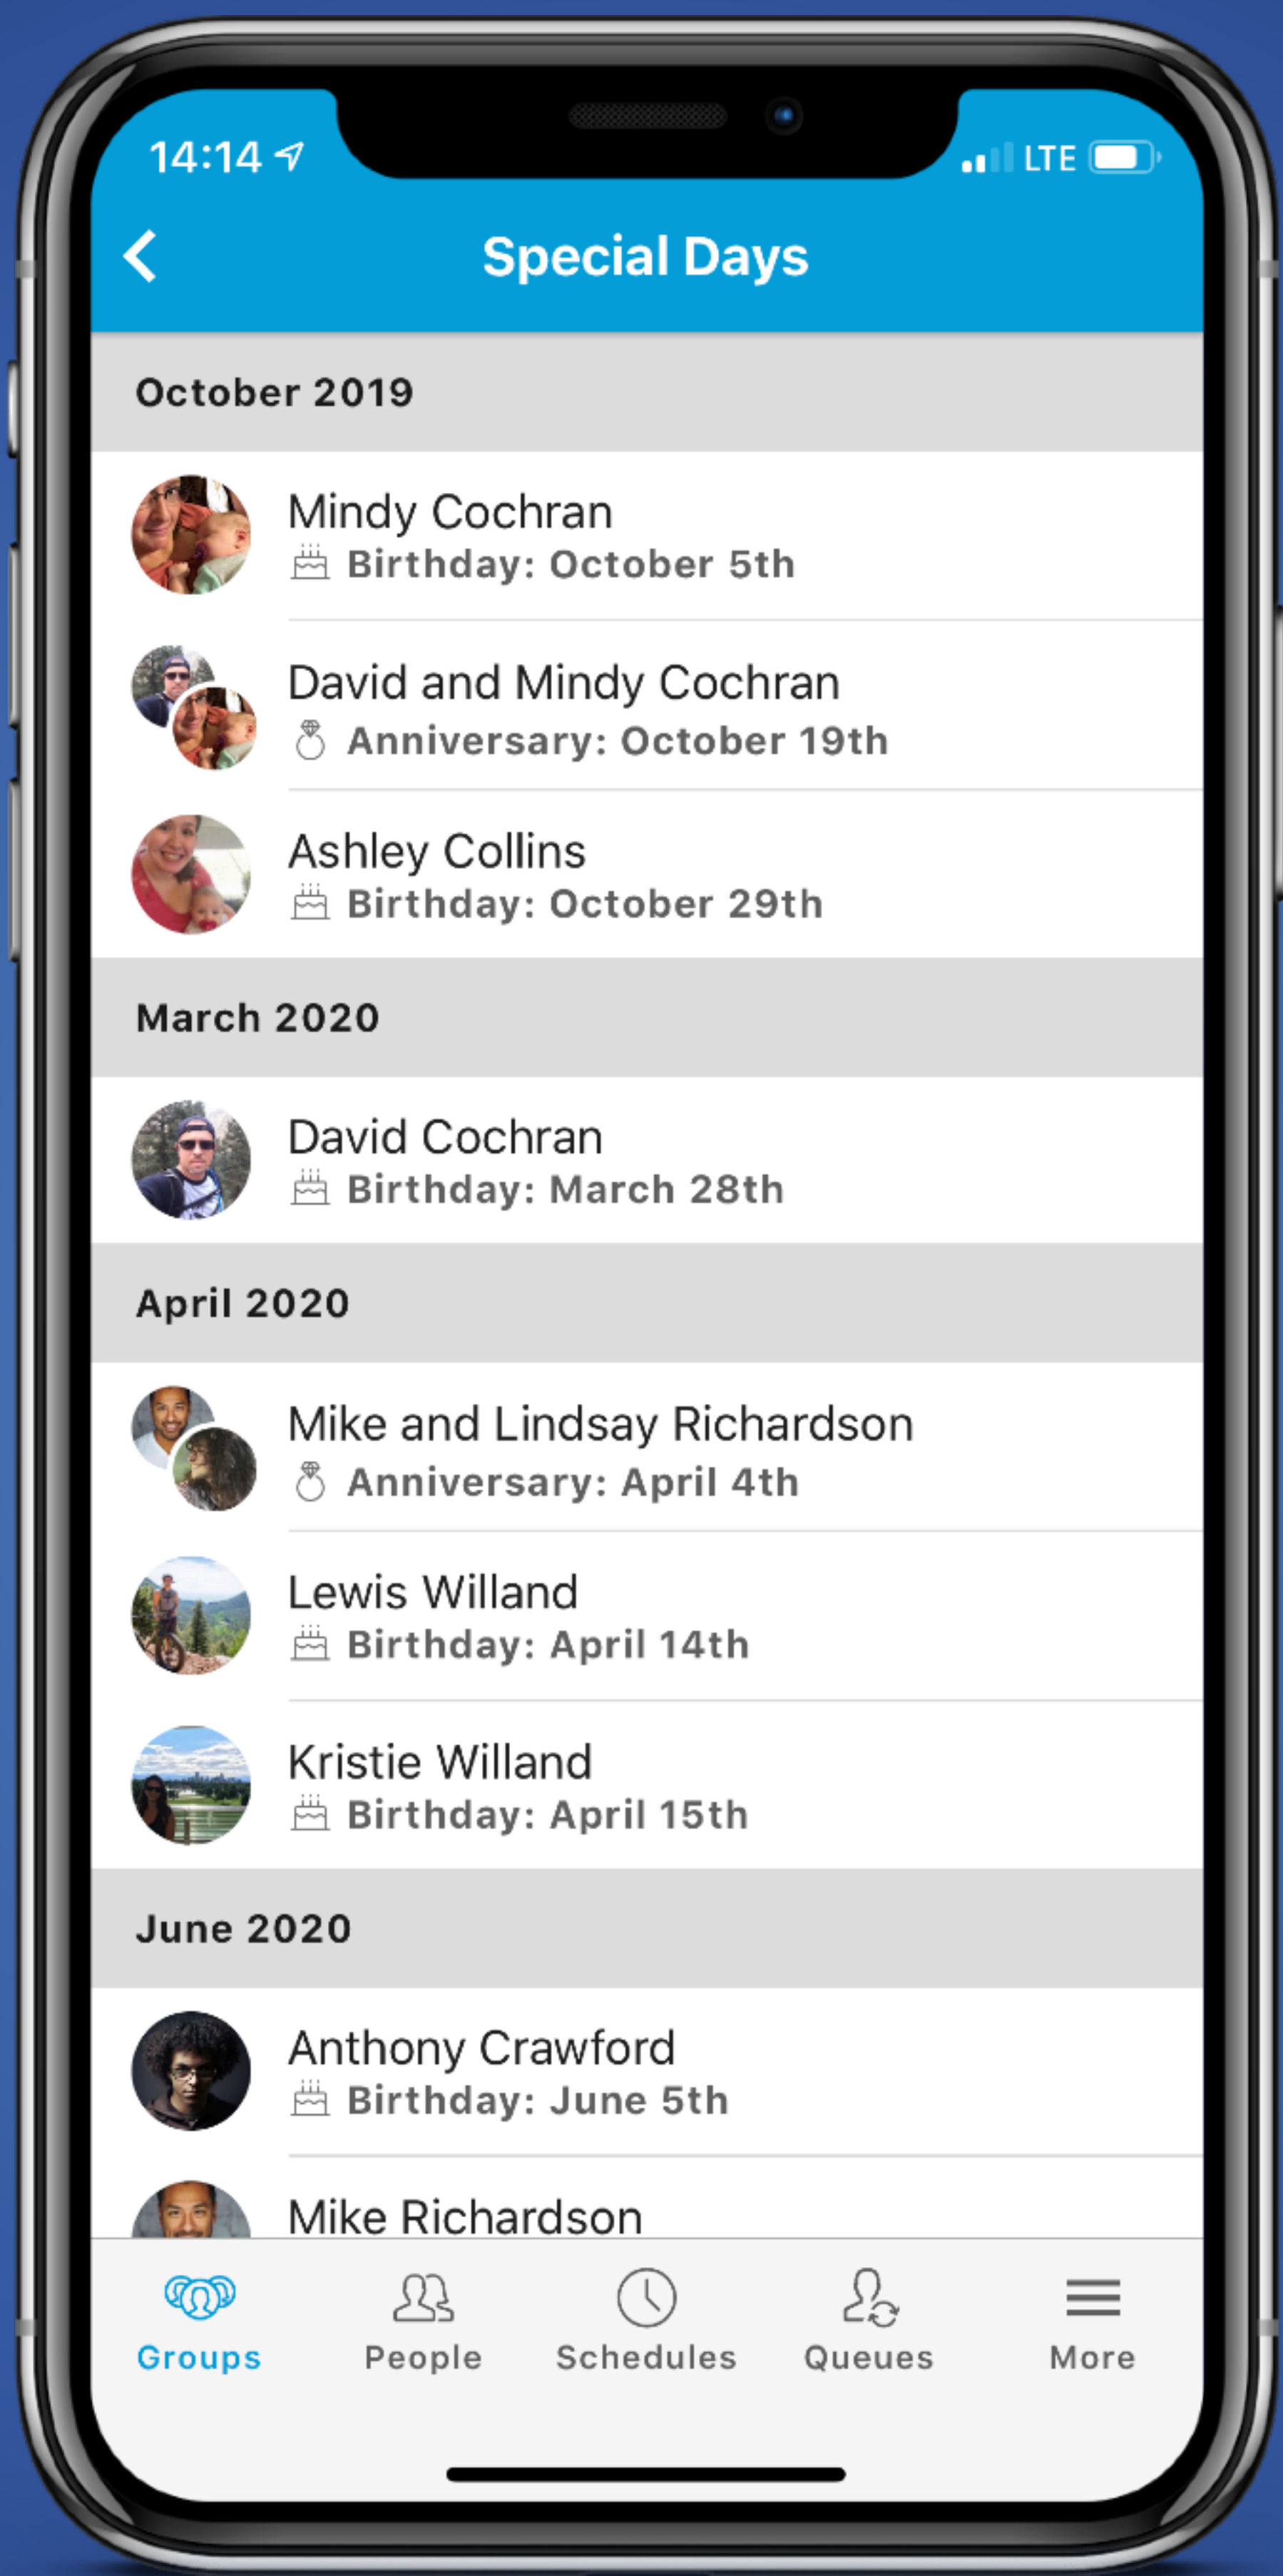 14:14
LTE
Special Days
October 2019
Mindy Cochran
Birthday: October 5th
David and Mindy Cochran
Anniversary: October 19th
Ashley Collins
Birthday: October 29th
March 2020
David Cochran
Birthday: March 28th
April 2020
Mike and Lindsay Richardson
Anniversary: April 4th
Lewis Willand
Birthday: April 14th
Kristie Willand
Birthday: April 15th
June 2020
Anthony Crawford
Birthday: June 5th
Mike Richardson
Groups
People
Schedules
Queues
More